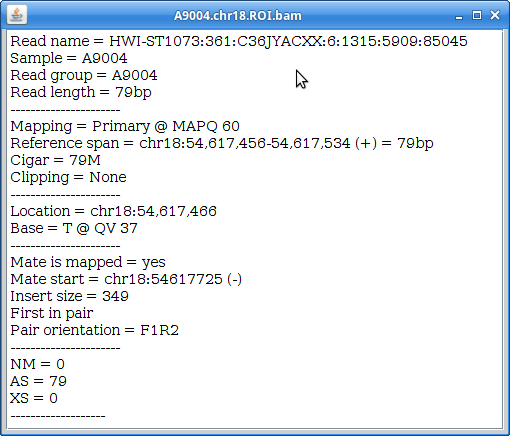 A9004.chr18.ROI.bam
Read name = HWI-ST1073:361:C36JYACXX:6:1315:5909:85045
Sample = A9004
Read group = A9004
Read length = 79bp
----------------------
Mapping = Primary @ MAPQ 60
Reference span = chr18:54,617,456-54,617,534 (+) = 79bp
Cigar = 79M
Clipping = None
----------------------
Location = chr18:54,617,466
Base = T @ QV 37
----------------------
Mate is mapped = yes
Mate start = chr18:54617725 (-)
Insert size = 349
First in pair
Pair orientation = F1R2
----------------------
NM = 0
AS = 79
XS = 0
-------------------